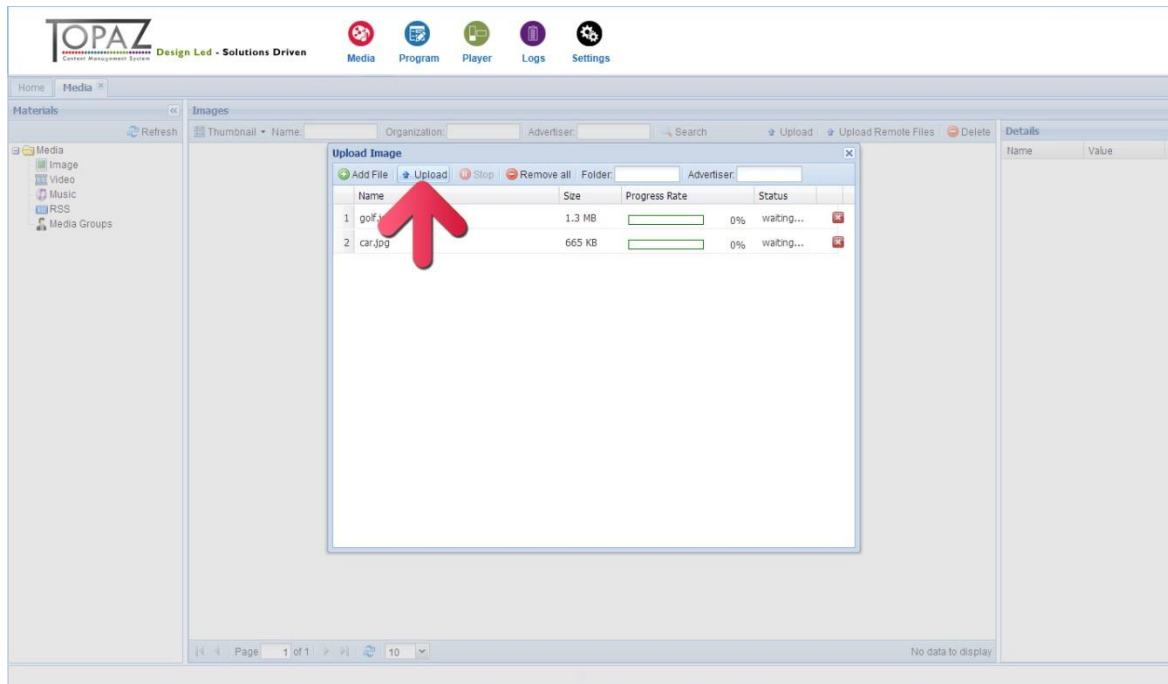 TOPAZ
Content Management System
Design Led - Solutions Driven
Media Program Player Logs Settings
Home Media
Materials
Refresh
Media
Image
Video
Music
RSS
Media Groups
Images
Thumbnail Name: Organization: Advertiser: Search Upload Upload Remote Files Delete
Upload Image
Add File Upload Stop Remove all Folder: Advertiser:
Name Size Progress Rate Status
1 1.3 MB 0% waiting...
2 car.jpg 665 KB 0% waiting...
Page 1 of 1 10 No data to display
Details
Name Value